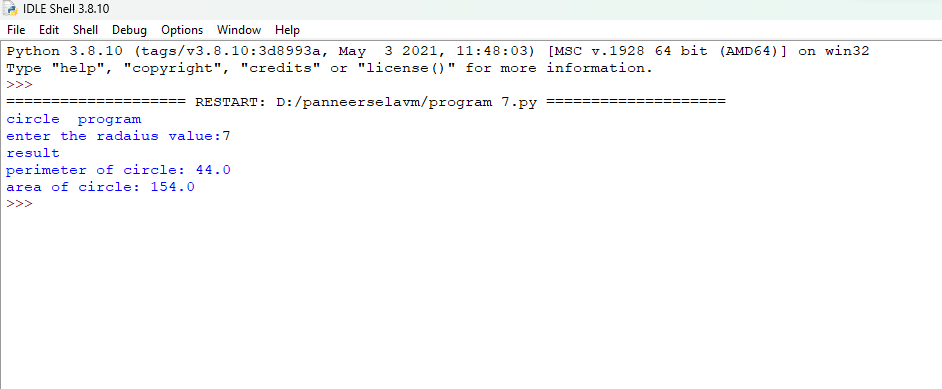 IDLE Shell 3.8.10
File Edit Shell Debug Options Window Help
Python 3.8.10 (tags/v3.8.10:3d8993a, May  3 2021, 11:48:03) [MSC v.1928 64 bit (AMD64)] on win32
Type "help", "copyright", "credits" or "license()" for more information.
>>>
==================== RESTART: D:/panneerselavm/program 7.py ====================
circle  program
enter the radaius value:7
result
perimeter of circle: 44.0
area of circle: 154.0
>>>